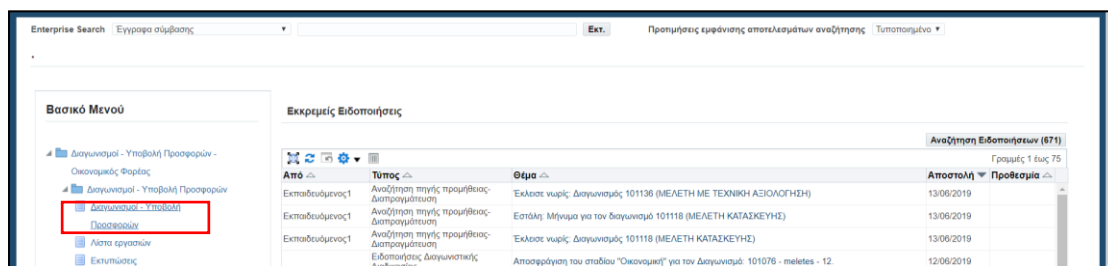 Enterprise Search Έγγραφα σύμβασης Εκτ. Προτιμήσεις εμφάνισης αποτελεσμάτων αναζήτησης Τυποποιημένο
Βασικό Μενού
Εκκρεμείς Ειδοποιήσεις
Αναζήτηση Ειδοποιήσεων (671)
Διαγωνισμοί - Υποβολή Προσφορών -
Οικονομικός Φορέας
Διαγωνισμοί - Υποβολή Προσφορών
Διαγωνισμοί - Υποβολή
Προσφορών
Λίστα εργασιών
Εκτυπώσεις
Γραμμές 1 έως 75
Από Τύπος Θέμα Αποστολή Προθεσμία
Εκπαιδευόμενος1 Αναζήτηση πηγής προμήθειας-
Διαπραγμάτευση Έκλεισε νωρίς: Διαγωνισμός 101136 (ΜΕΛΕΤΗ ΜΕ ΤΕΧΝΙΚΗ ΑΞΙΟΛΟΓΗΣΗ) 13/06/2019
Εκπαιδευόμενος1 Αναζήτηση πηγής προμήθειας-
Διαπραγμάτευση Εστάλη: Μήνυμα για τον διαγωνισμό 101118 (ΜΕΛΕΤΗ ΚΑΤΑΣΚΕΥΗΣ) 13/06/2019
Εκπαιδευόμενος1 Αναζήτηση πηγής προμήθειας-
Διαπραγμάτευση Έκλεισε νωρίς: Διαγωνισμός 101118 (ΜΕΛΕΤΗ ΚΑΤΑΣΚΕΥΗΣ) 13/06/2019
Ειδοποιήσεις Διαγωνιστικής
Αποσφράγιση του σταδίου "Οικονομική" για τον Διαγωνισμό: 101076 - meletes - 12. 12/06/2019